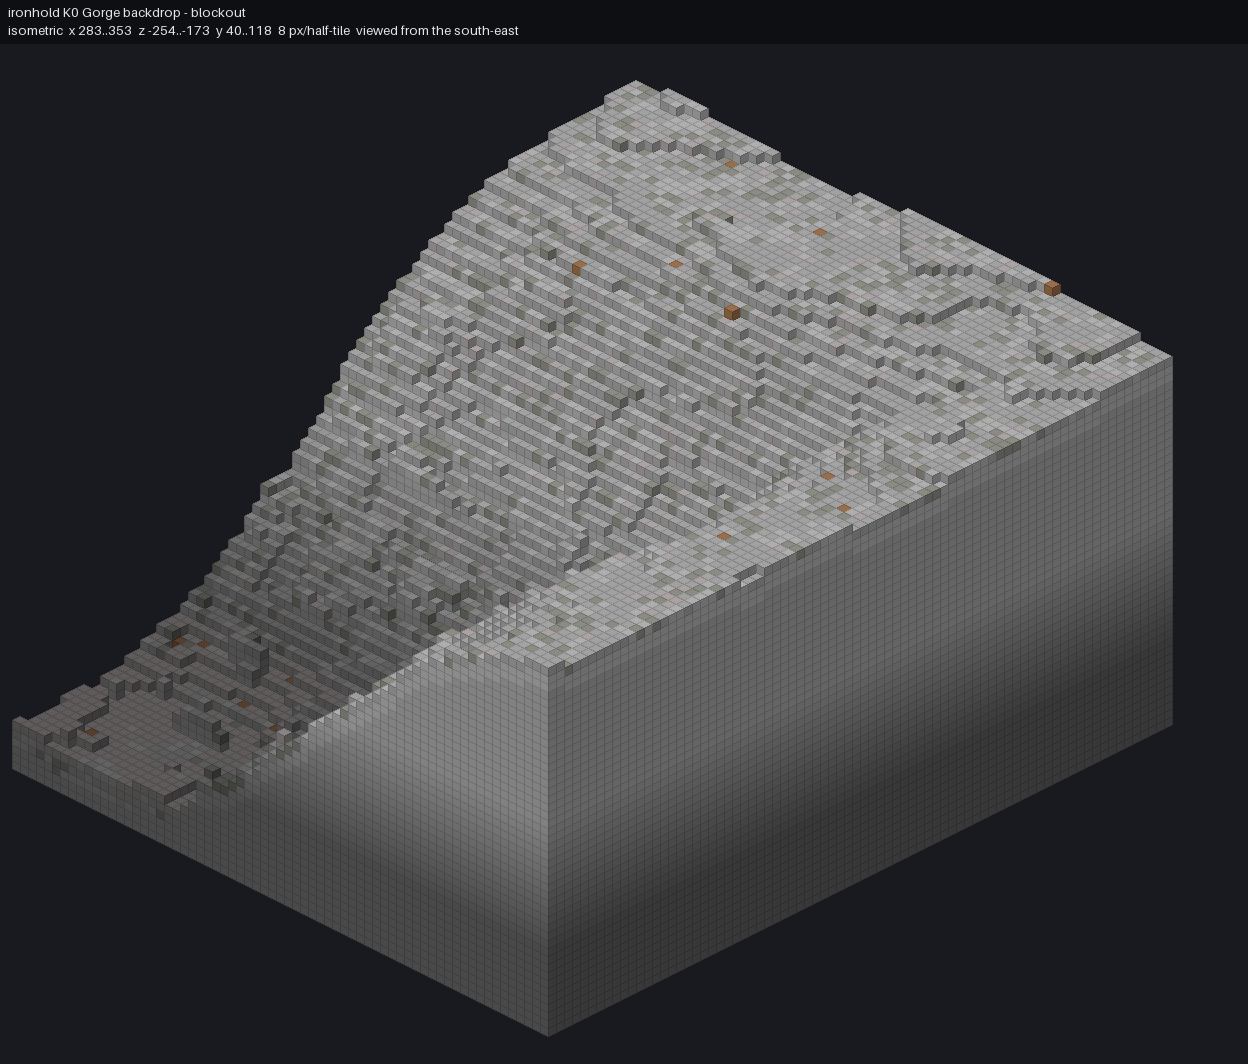 ironhold K0 Gorge backdrop - blockout
isometric  x 283..353  z -254..-173  y 40..118  8 px/half-tile  viewed from the south-east